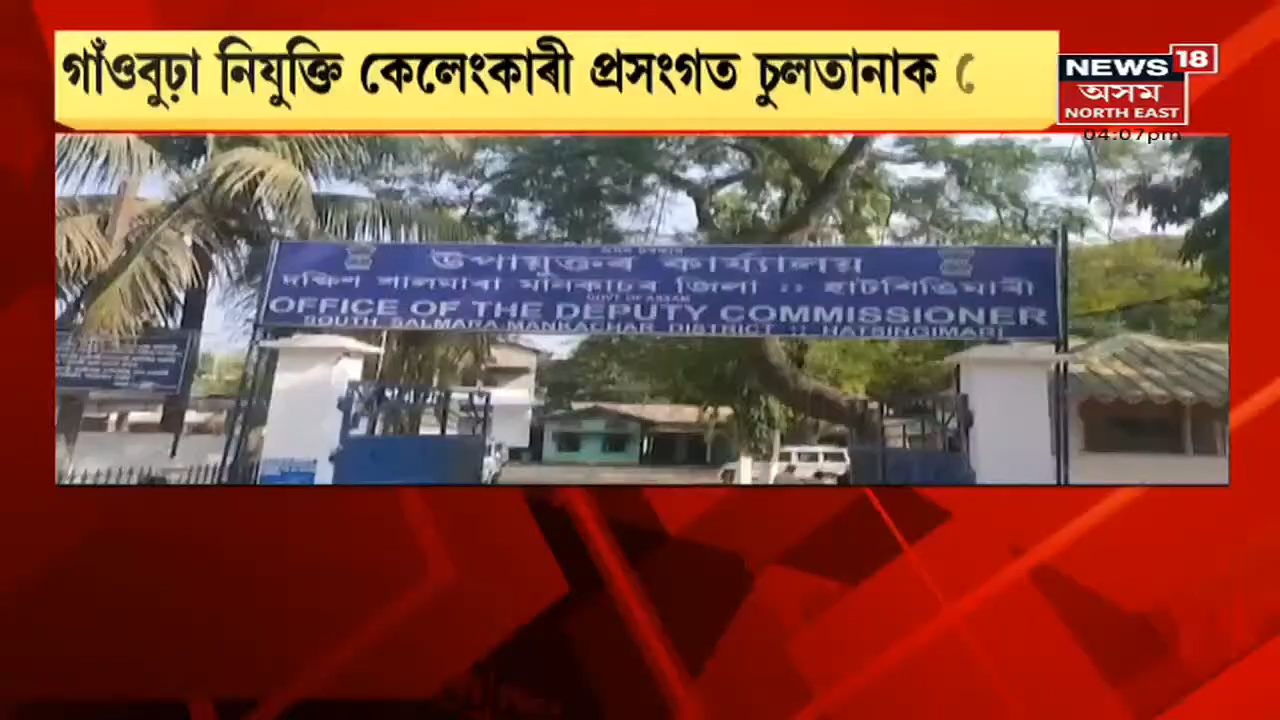 গাঁওবুঢ়া নিযুক্তি কেলেংকাৰী প্ৰসংগত চুলতানাক
NEWS 18
অসম
NORTH EAST
04:07pm
উপায়ুক্তৰ কাৰ্য্যালয়
দক্ষিণ শালমাৰা মানকাচৰ জিলা :: হাটশিঙিমাৰী
GOVT OF ASSAM
OFFICE OF THE DEPUTY COMMISSIONER
SOUTH SALMARA MANKACHAR DISTRICT :: HATSINGIMARI